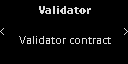 Validator
< Validator contract >